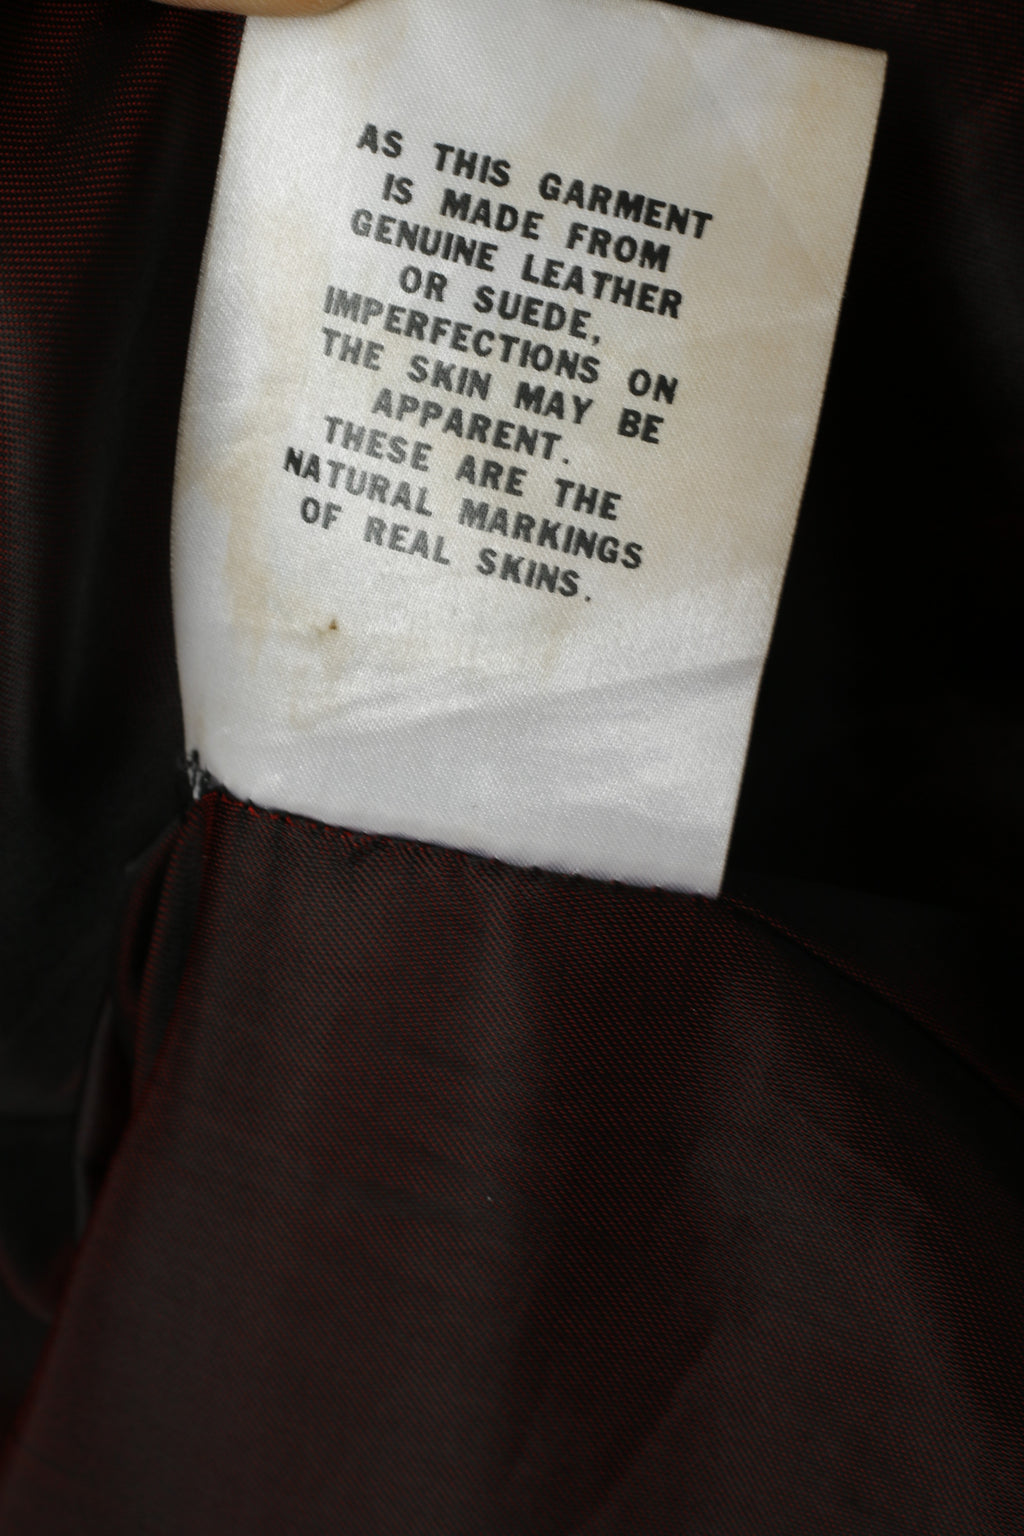 AS THIS GARMENT
IS MADE FROM
GENUINE LEATHER
OR SUEDE,
IMPERFECTIONS ON
THE SKIN MAY BE
APPARENT.
THESE ARE THE
NATURAL MARKINGS
OF REAL SKINS.